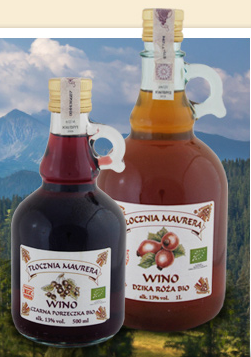 TŁOCZNIA MAURERA
WINO
CZARNA PORZECZKA BIO
alk. 13% vol. 500 ml
TŁOCZNIA MAURERA
WINO
DZIKA RÓŻA BIO
alk. 13% vol. 1L